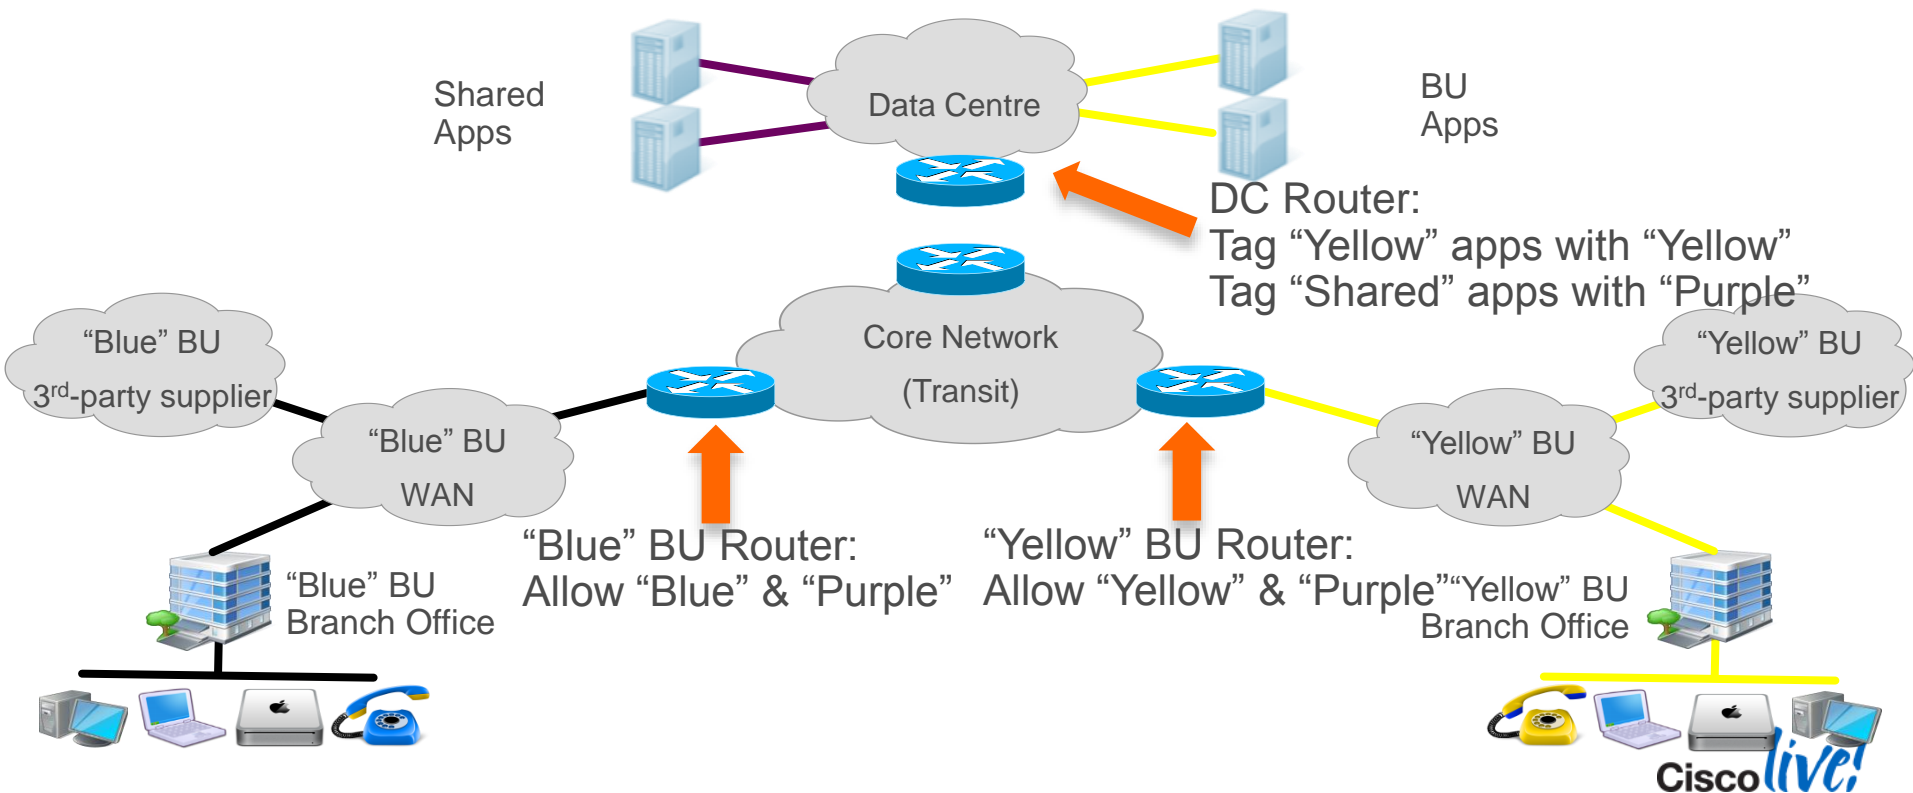 Shared
Apps
Data Centre
BU
Apps
DC Router:
Tag “Yellow” apps with “Yellow”
Tag “Shared” apps with “Purple”
“Blue” BU
3rd-party supplier
Core Network
(Transit)
“Yellow” BU
3rd-party supplier
“Blue” BU
WAN
“Yellow” BU
WAN
“Blue” BU Router:
Allow “Blue” & “Purple”
“Yellow” BU Router:
Allow “Yellow” & “Purple”
“Blue” BU
Branch Office
“Yellow” BU
Branch Office
Cisco live!